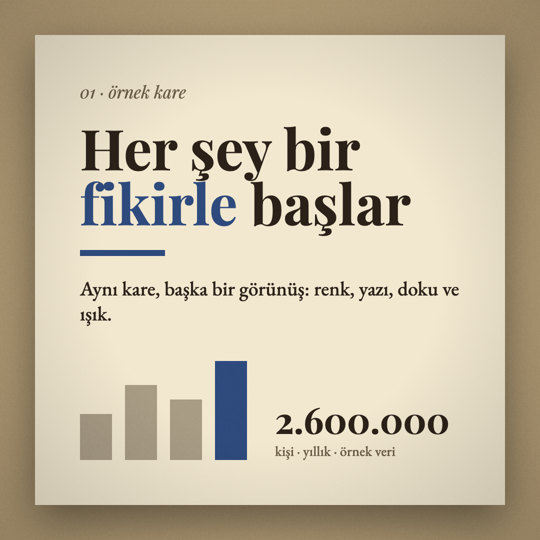 01 · örnek kare
Her şey bir
fikirle başlar
Aynı kare, başka bir görünüş: renk, yazı, doku ve
ışık.
2.600.000
kişi · yıllık · örnek veri